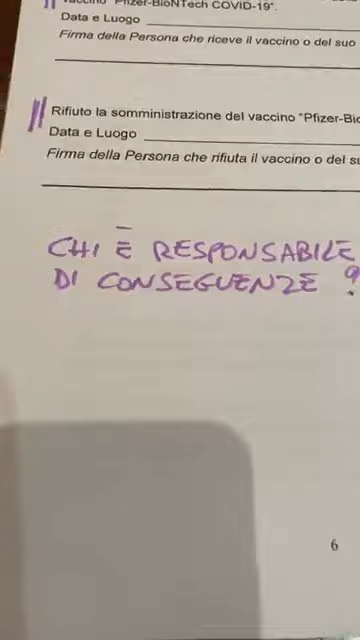 vaccino "Pfizer-BioNTech COVID-19".
Data e Luogo
Firma della Persona che riceve il vaccino o del suo
Rifiuto la somministrazione del vaccino "Pfizer-Bio
Data e Luogo
Firma della Persona che rifiuta il vaccino o del su
CHI È RESPONSABILE
DI CONSEGUENZE ?
6